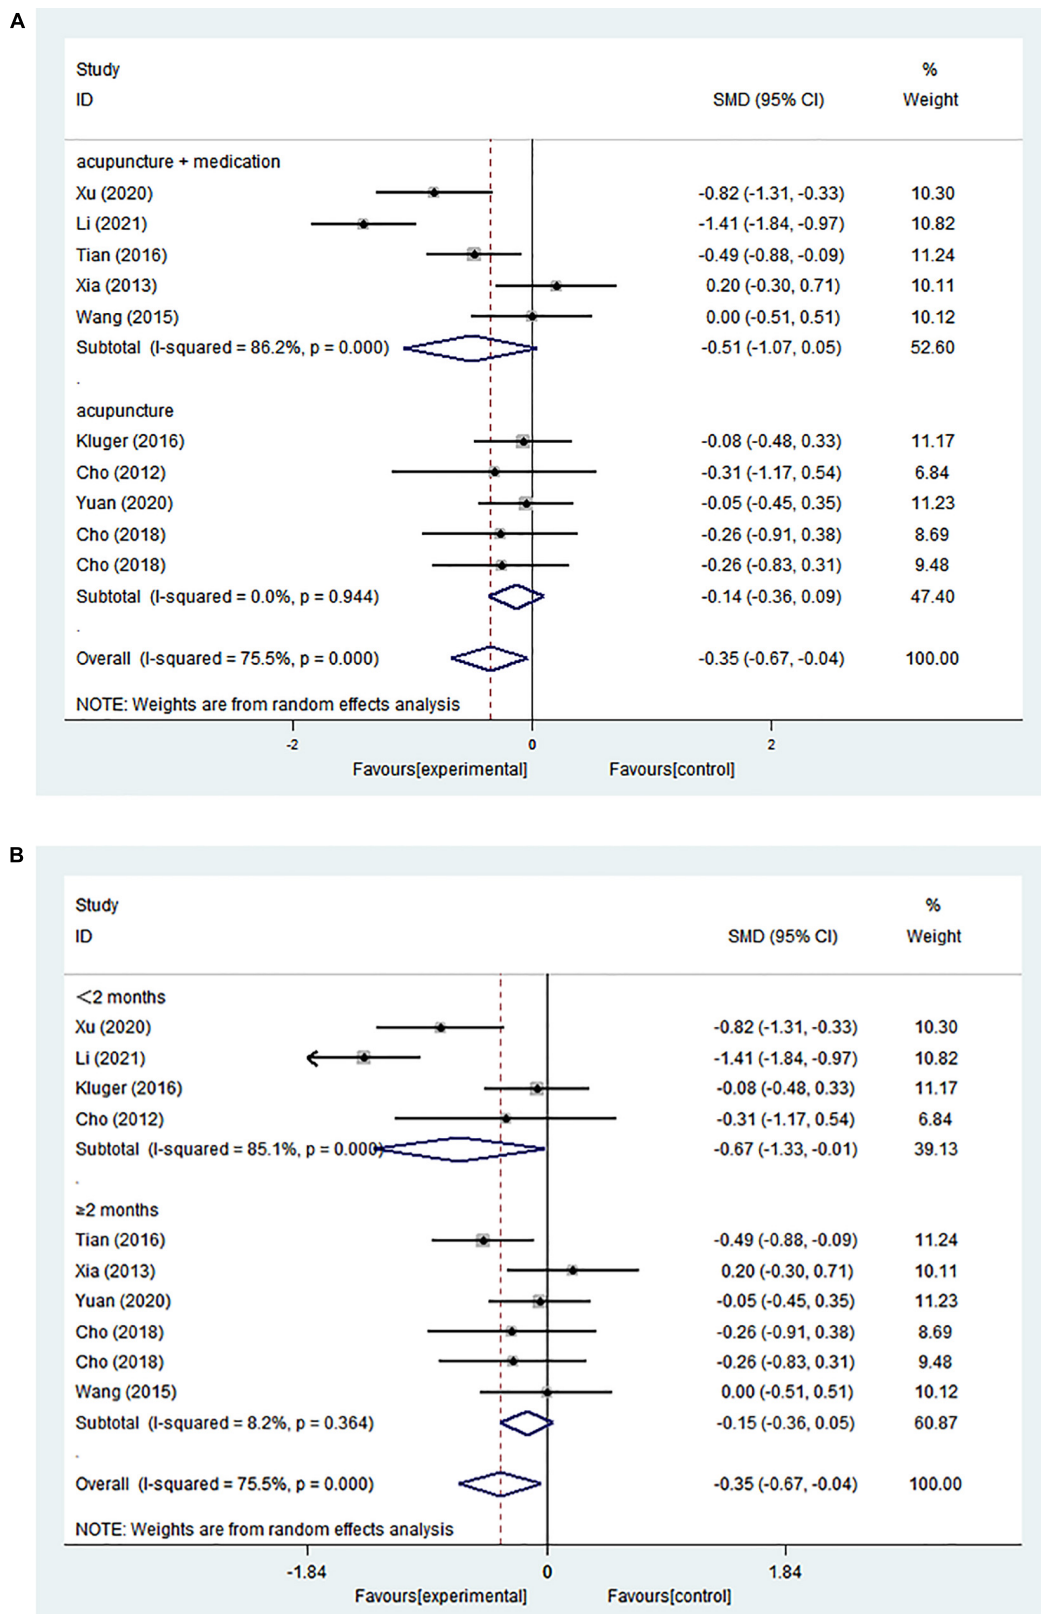 A
Study %
ID SMD (95% CI) Weight
acupuncture + medication
Xu (2020) -0.82 (-1.31, -0.33) 10.30
Li (2021) -1.41 (-1.84, -0.97) 10.82
Tian (2016) -0.49 (-0.88, -0.09) 11.24
Xia (2013) 0.20 (-0.30, 0.71) 10.11
Wang (2015) 0.00 (-0.51, 0.51) 10.12
Subtotal (I-squared = 86.2%, p = 0.000) -0.51 (-1.07, 0.05) 52.60
.
acupuncture
Kluger (2016) -0.08 (-0.48, 0.33) 11.17
Cho (2012) -0.31 (-1.17, 0.54) 6.84
Yuan (2020) -0.05 (-0.45, 0.35) 11.23
Cho (2018) -0.26 (-0.91, 0.38) 8.69
Cho (2018) -0.26 (-0.83, 0.31) 9.48
Subtotal (I-squared = 0.0%, p = 0.944) -0.14 (-0.36, 0.09) 47.40
.
Overall (I-squared = 75.5%, p = 0.000) -0.35 (-0.67, -0.04) 100.00
NOTE: Weights are from random effects analysis
-2 0 2
Favours[experimental] Favours[control]
B
Study %
ID SMD (95% CI) Weight
<2 months
Xu (2020) -0.82 (-1.31, -0.33) 10.30
Li (2021) -1.41 (-1.84, -0.97) 10.82
Kluger (2016) -0.08 (-0.48, 0.33) 11.17
Cho (2012) -0.31 (-1.17, 0.54) 6.84
Subtotal (I-squared = 85.1%, p = 0.000) -0.67 (-1.33, -0.01) 39.13
.
≥2 months
Tian (2016) -0.49 (-0.88, -0.09) 11.24
Xia (2013) 0.20 (-0.30, 0.71) 10.11
Yuan (2020) -0.05 (-0.45, 0.35) 11.23
Cho (2018) -0.26 (-0.91, 0.38) 8.69
Cho (2018) -0.26 (-0.83, 0.31) 9.48
Wang (2015) 0.00 (-0.51, 0.51) 10.12
Subtotal (I-squared = 8.2%, p = 0.364) -0.15 (-0.36, 0.05) 60.87
.
Overall (I-squared = 75.5%, p = 0.000) -0.35 (-0.67, -0.04) 100.00
NOTE: Weights are from random effects analysis
-1.84 0 1.84
Favours[experimental] Favours[control]